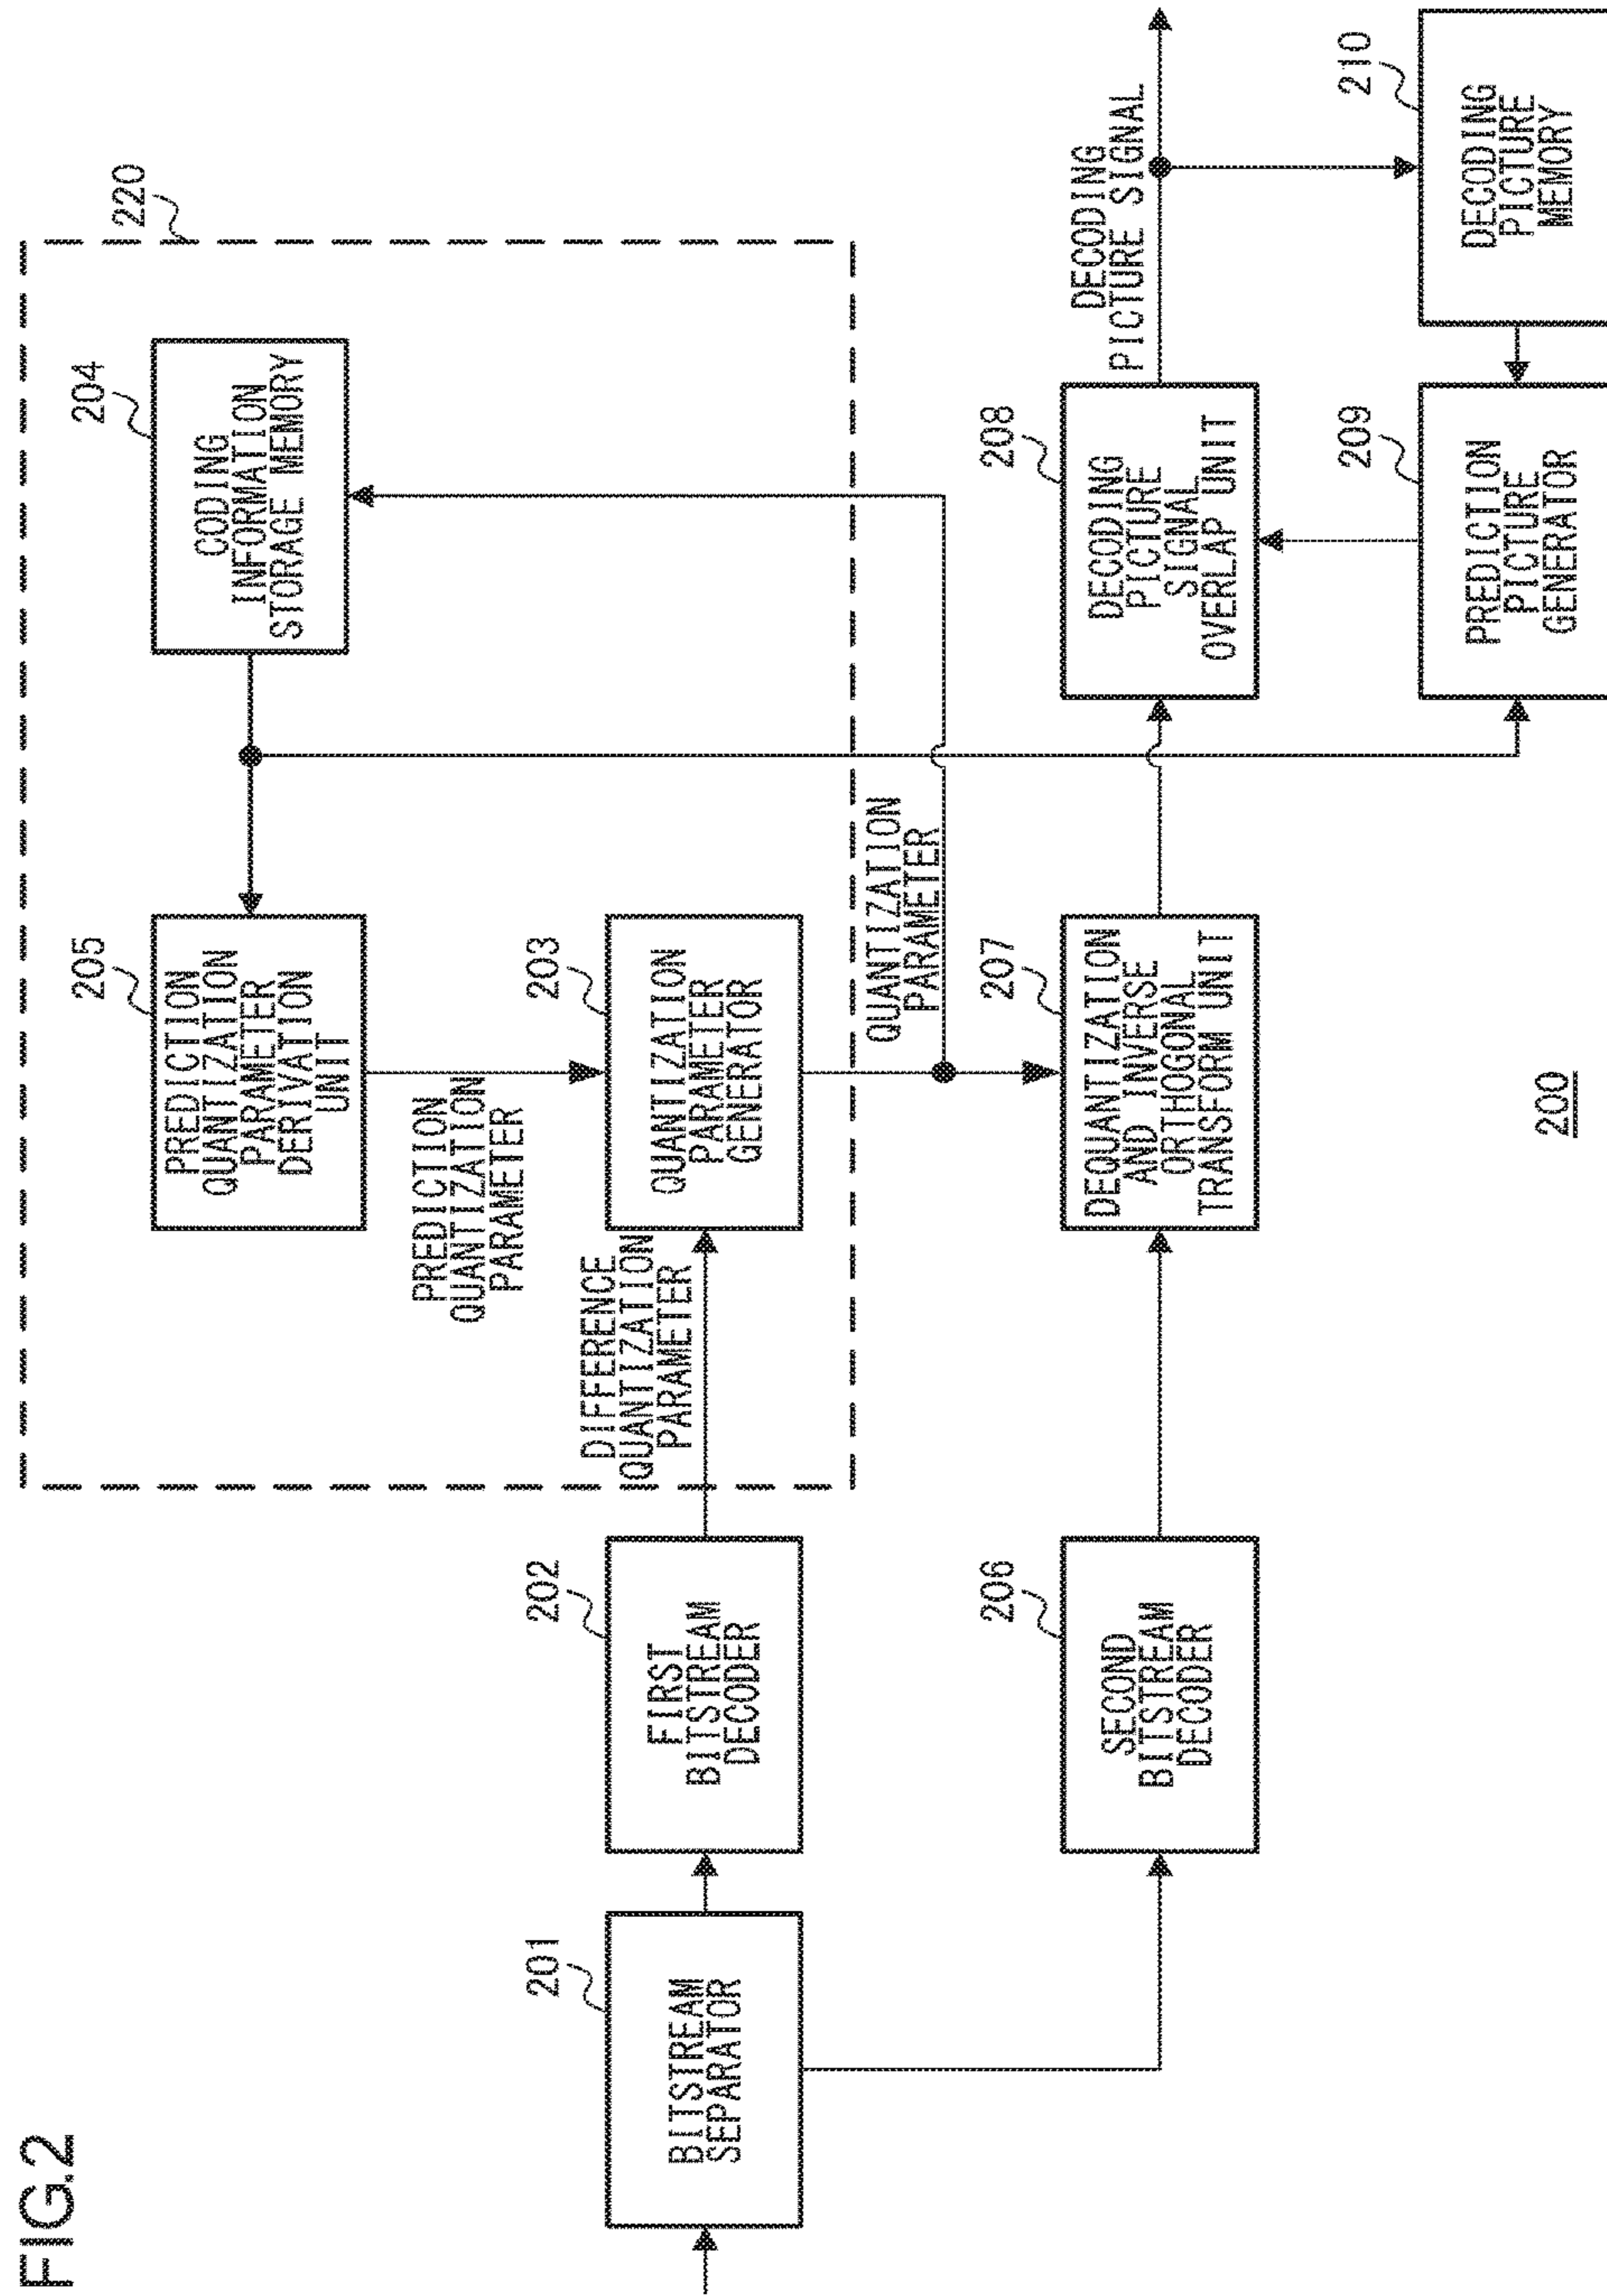 FIG.2
220
205
PREDICTION
QUANTIZATION
PARAMETER
DERIVATION
UNIT
204
CODING
INFORMATION
STORAGE MEMORY
PREDICTION
QUANTIZATION
PARAMETER
201
BITSTREAM
SEPARATOR
202
FIRST
BITSTREAM
DECODER
DIFFERENCE
QUANTIZATION
PARAMETER
203
QUANTIZATION
PARAMETER
GENERATOR
QUANTIZATION
PARAMETER
206
SECOND
BITSTREAM
DECODER
207
DEQUANTIZATION
AND INVERSE
ORTHOGONAL
TRANSFORM UNIT
208
DECODING
PICTURE
SIGNAL
OVERLAP UNIT
DECODING
PICTURE SIGNAL
209
PREDICTION
PICTURE
GENERATOR
210
DECODING
PICTURE
MEMORY
200